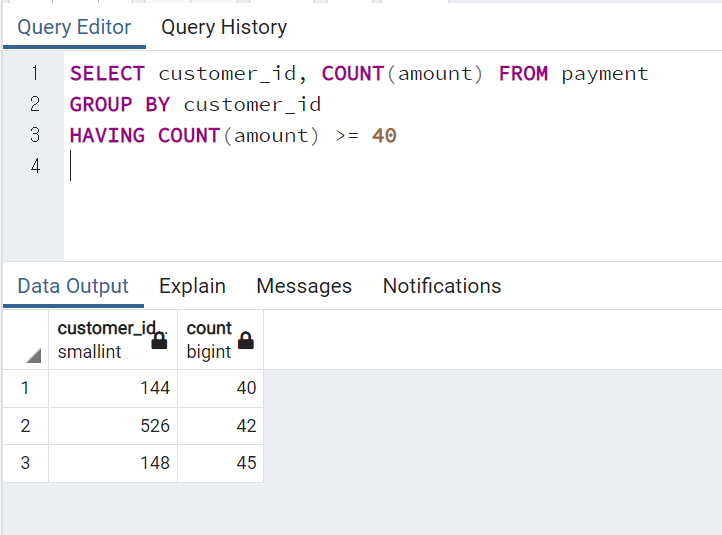 Query Editor Query History
1 SELECT customer_id, COUNT(amount) FROM payment
2 GROUP BY customer_id
3 HAVING COUNT(amount) >= 40
4
Data Output Explain Messages Notifications
customer_id count
smallint bigint
1 144 40
2 526 42
3 148 45